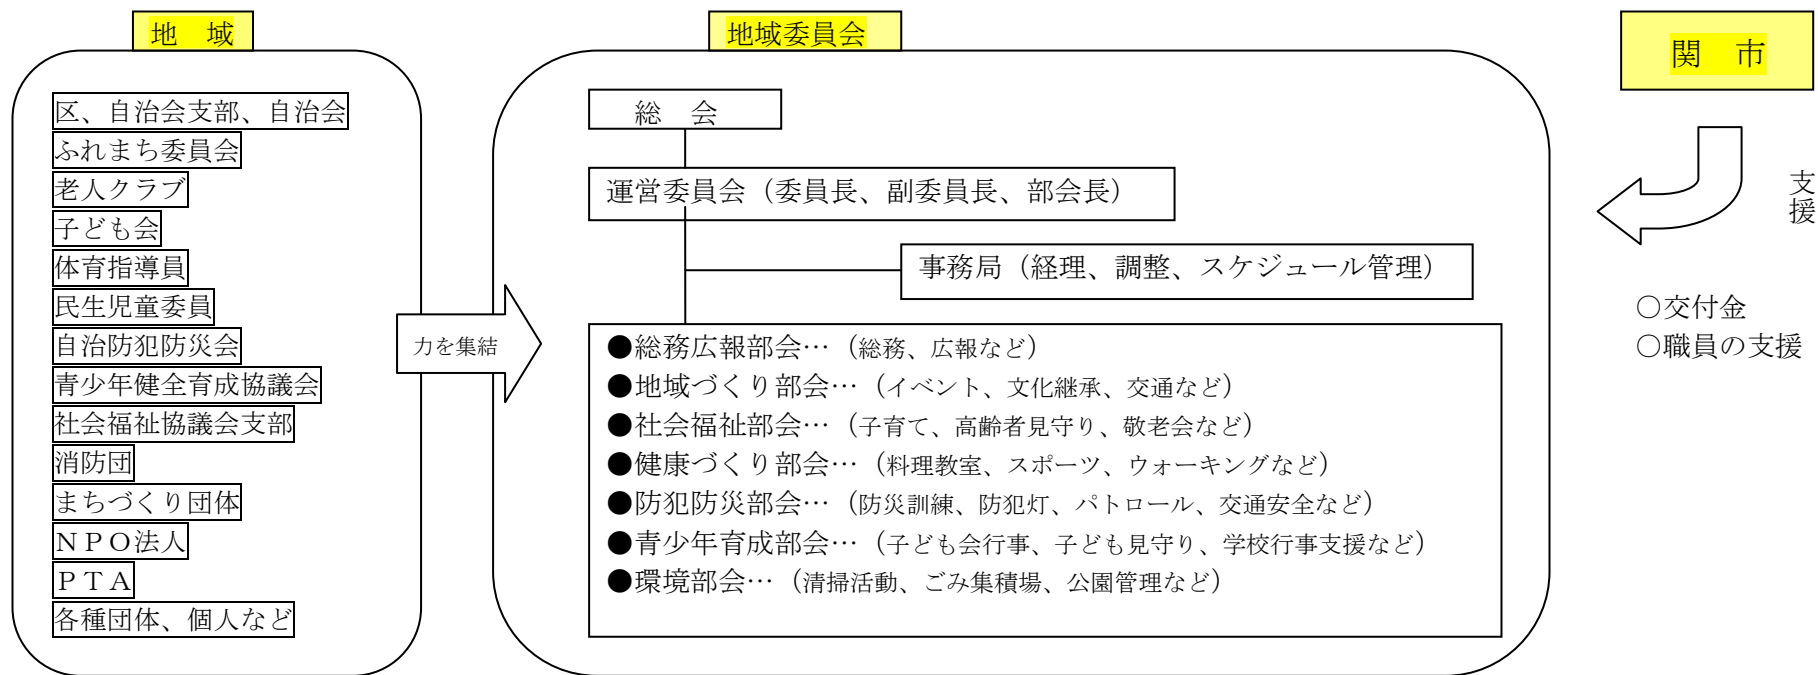 地　域
区、自治会支部、自治会
ふれまち委員会
老人クラブ
子ども会
体育指導員
民生児童委員
自治防犯防災会
青少年健全育成協議会
社会福祉協議会支部
消防団
まちづくり団体
ＮＰＯ法人
ＰＴＡ
各種団体、個人など
力を集結
地域委員会
総　会
運営委員会（委員長、副委員長、部会長）
事務局（経理、調整、スケジュール管理）
●総務広報部会…（総務、広報など）
●地域づくり部会…（イベント、文化継承、交通など）
●社会福祉部会…（子育て、高齢者見守り、敬老会など）
●健康づくり部会…（料理教室、スポーツ、ウォーキングなど）
●防犯防災部会…（防災訓練、防犯灯、パトロール、交通安全など）
●青少年育成部会…（子ども会行事、子ども見守り、学校行事支援など）
●環境部会…（清掃活動、ごみ集積場、公園管理など）
関　市
支援
○交付金
○職員の支援